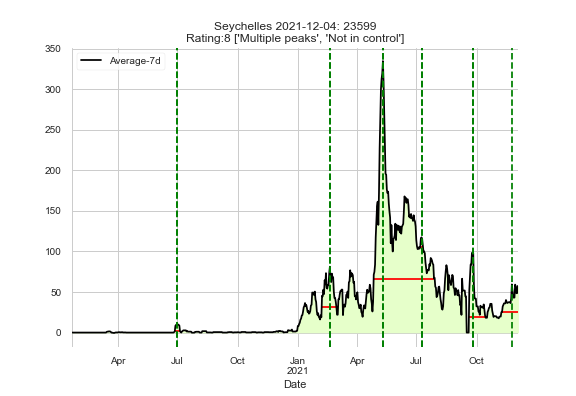 Seychelles 2021-12-04: 23599
Rating:8 ['Multiple peaks', 'Not in control']
350
Average-7d
300
250
200
150
100
50
0
Apr
Jul
Oct
Jan
2021
Apr
Jul
Oct
Date